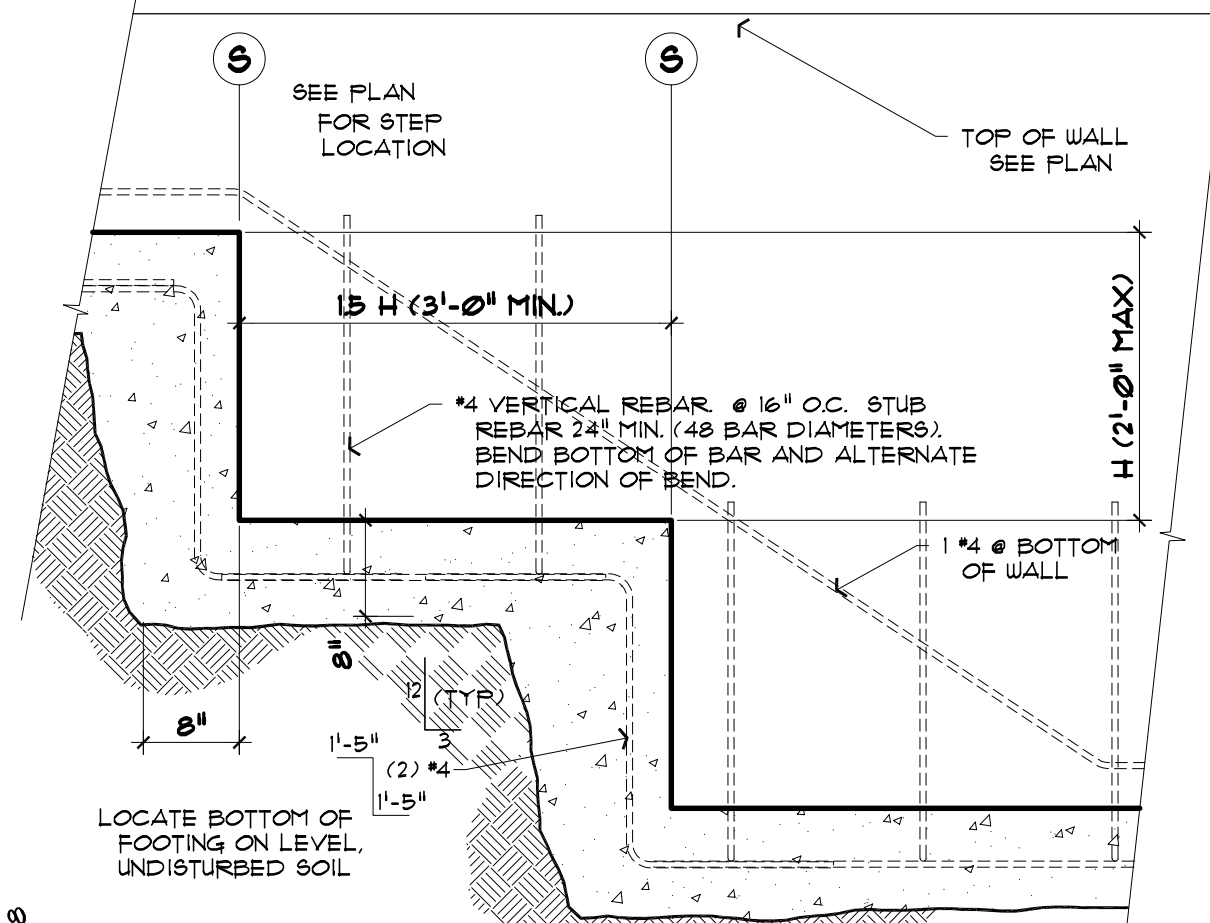 S
S
SEE PLAN
FOR STEP
LOCATION
TOP OF WALL
SEE PLAN
1.5 H (3'-0" MIN.)
H (2'-0" MAX)
#4 VERTICAL REBAR. @ 16" O.C. STUB
REBAR 24" MIN. (48 BAR DIAMETERS).
BEND BOTTOM OF BAR AND ALTERNATE
DIRECTION OF BEND.
1 #4 @ BOTTOM
OF WALL
8"
12
(TYP)
3
8"
1'-5"
(2) #4
1'-5"
LOCATE BOTTOM OF
FOOTING ON LEVEL,
UNDISTURBED SOIL
8